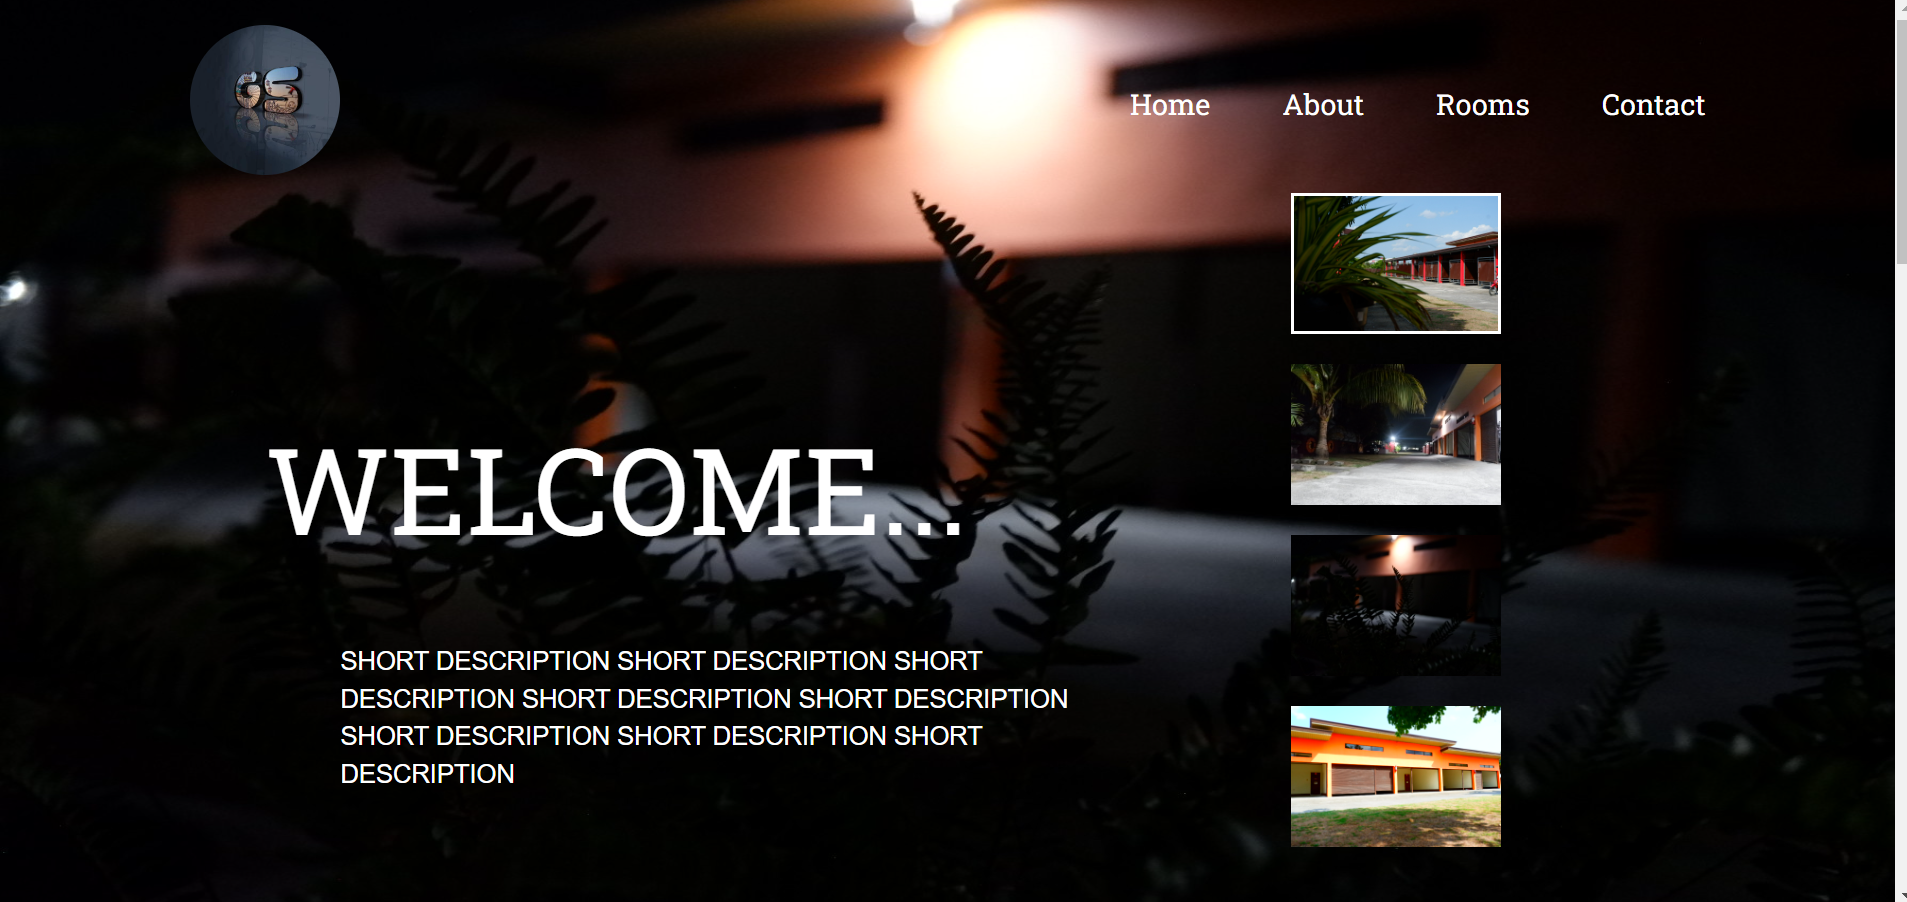 GS
Home About Rooms Contact
WELCOME...
SHORT DESCRIPTION SHORT DESCRIPTION SHORT
DESCRIPTION SHORT DESCRIPTION SHORT DESCRIPTION
SHORT DESCRIPTION SHORT DESCRIPTION SHORT
DESCRIPTION